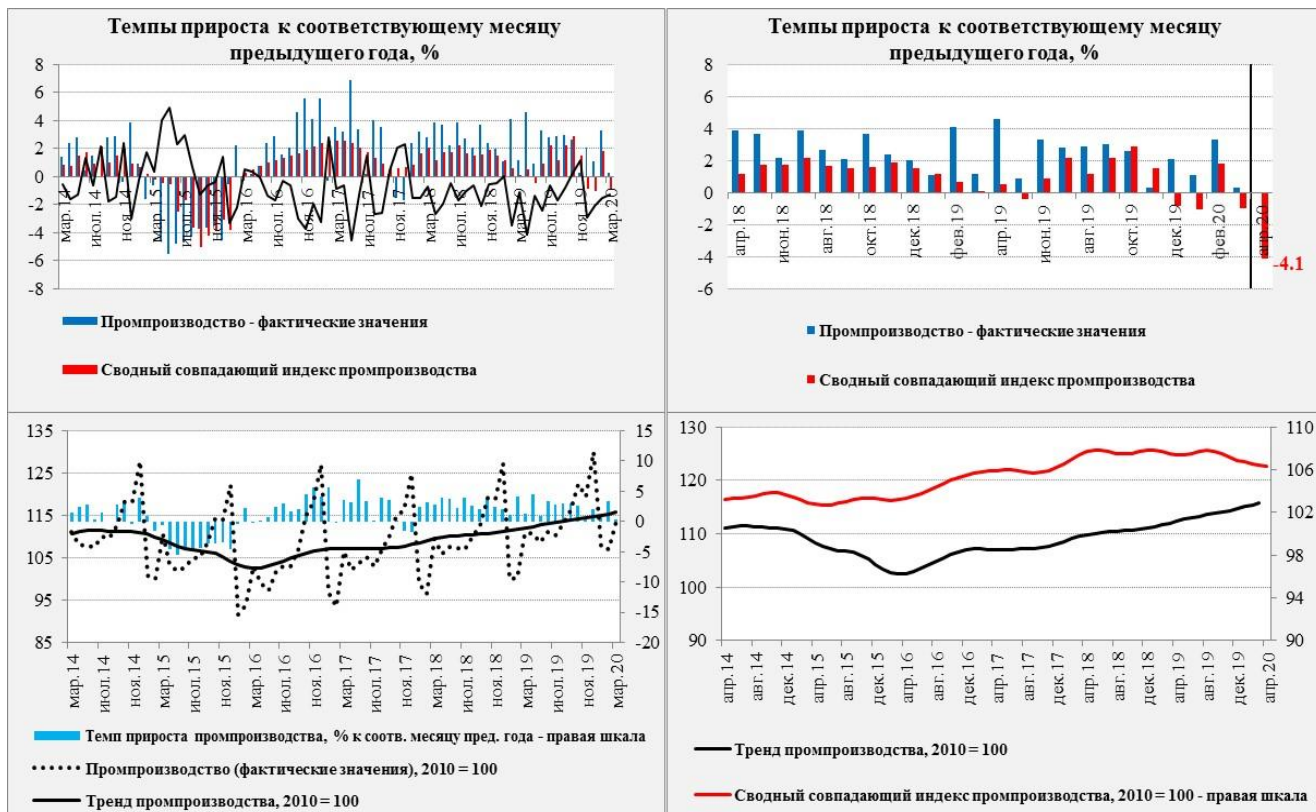 Темпы прироста к соответствующему месяцу
предыдущего года, %
8
6
4
2
0
-2
-4
-6
-8
мар.14
июл.14
ноя.14
мар.15
июл.15
ноя.15
мар.16
июл.16
ноя.16
мар.17
июл.17
ноя.17
мар.18
июл.18
ноя.18
мар.19
июл.19
ноя.19
мар.20
Промпроизводство - фактические значения
Сводный совпадающий индекс промпроизводства
Темпы прироста к соответствующему месяцу
предыдущего года, %
8
6
4
2
0
-2
-4
-6
апр.18
июн.18
авг.18
окт.18
дек.18
фев.19
апр.19
июн.19
авг.19
окт.19
дек.19
фев.20
апр.20
-4.1
Промпроизводство - фактические значения
Сводный совпадающий индекс промпроизводства
135
125
115
105
95
85
15
10
5
0
-5
-10
-15
-20
мар.14
июл.14
ноя.14
мар.15
июл.15
ноя.15
мар.16
июл.16
ноя.16
мар.17
июл.17
ноя.17
мар.18
июл.18
ноя.18
мар.19
июл.19
ноя.19
мар.20
Темп прироста промпроизводства, % к соотв. месяцу пред. года - правая шкала
Промпроизводство (фактические значения), 2010 = 100
Тренд промпроизводства, 2010 = 100
130
120
110
100
90
110
106
102
98
94
90
апр.14
авг.14
дек.14
апр.15
авг.15
дек.15
апр.16
авг.16
дек.16
апр.17
авг.17
дек.17
апр.18
авг.18
дек.18
апр.19
авг.19
дек.19
апр.20
Тренд промпроизводства, 2010 = 100
Сводный совпадающий индекс промпроизводства, 2010 = 100 - правая шкала